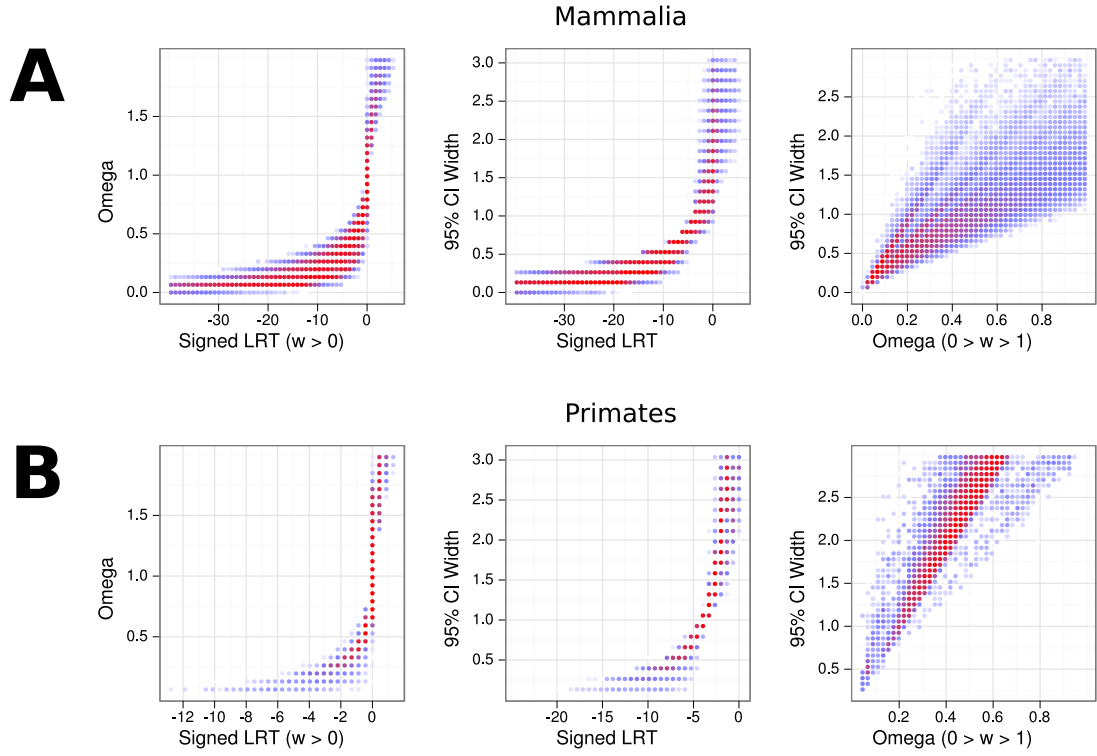 Mammalia
A
Omega
1.5
1.0
0.5
0.0
-30 -20 -10 0
Signed LRT (w > 0)
95% CI Width
3.0
2.5
2.0
1.5
1.0
0.5
0.0
-30 -20 -10 0
Signed LRT
95% CI Width
2.5
2.0
1.5
1.0
0.5
0.0
0.0 0.2 0.4 0.6 0.8
Omega (0 > w > 1)
Primates
B
Omega
1.5
1.0
0.5
-12 -10 -8 -6 -4 -2 0
Signed LRT (w > 0)
95% CI Width
3.0
2.5
2.0
1.5
1.0
0.5
-20 -15 -10 -5 0
Signed LRT
95% CI Width
2.5
2.0
1.5
1.0
0.5
0.2 0.4 0.6 0.8
Omega (0 > w > 1)